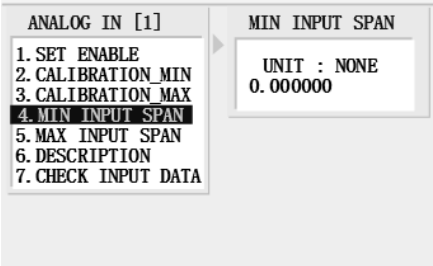 ANALOG IN [1]
1. SET ENABLE
2. CALIBRATION_MIN
3. CALIBRATION_MAX
4. MIN INPUT SPAN
5. MAX INPUT SPAN
6. DESCRIPTION
7. CHECK INPUT DATA
MIN INPUT SPAN
UNIT : NONE
0.000000